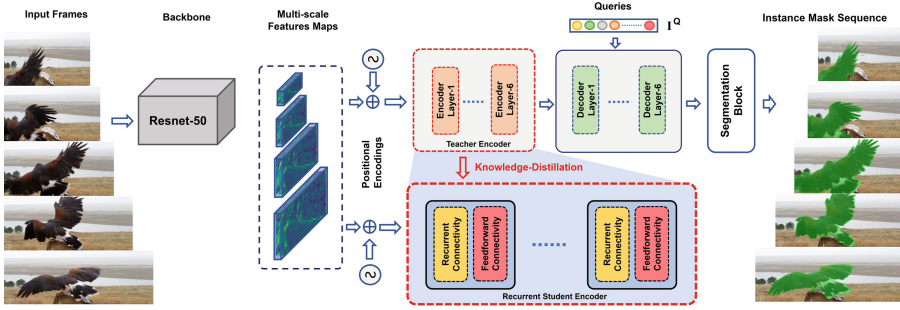 Input Frames
Backbone
Multi-scale
Features Maps
Queries
I^Q
Instance Mask Sequence
Resnet-50
Positional
Encodings
Encoder
Layer-1
Encoder
Layer-6
Teacher Encoder
Decoder
Layer-1
Decoder
Layer-6
Segmentation
Block
Knowledge-Distillation
Recurrent
Connectivity
Feedforward
Connectivity
Recurrent
Connectivity
Feedforward
Connectivity
Recurrent Student Encoder